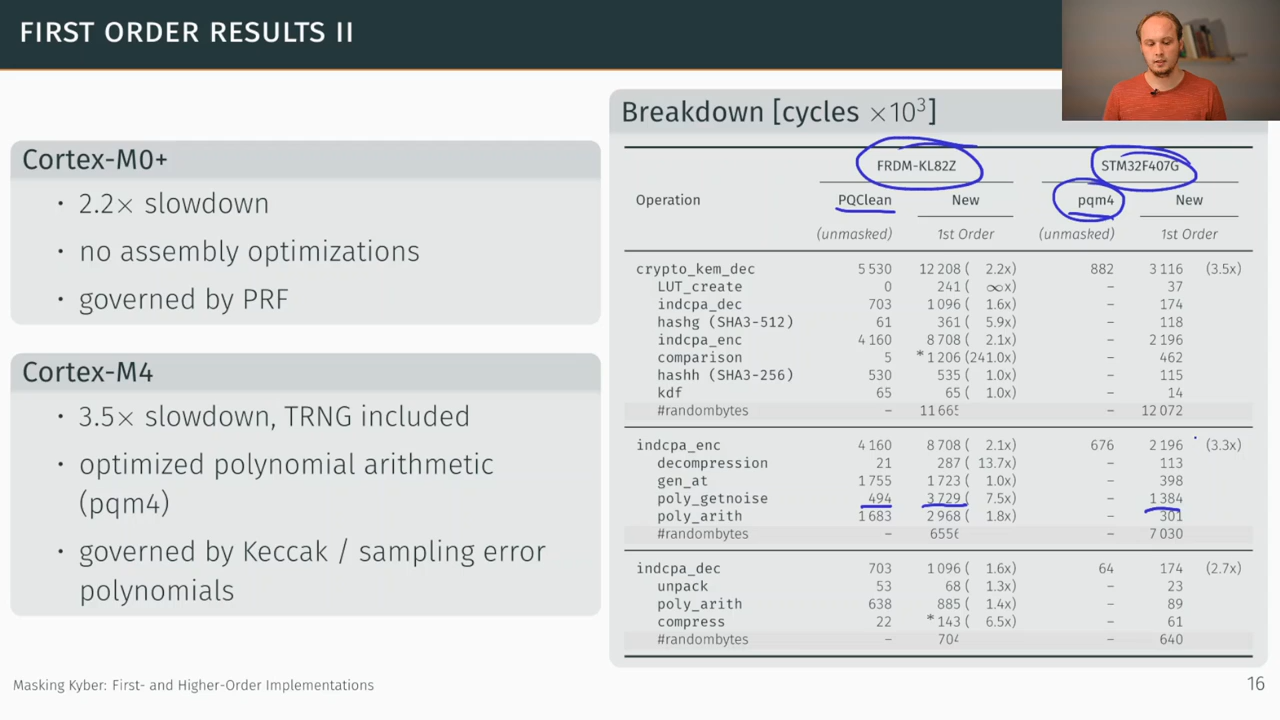 FIRST ORDER RESULTS II
Cortex-M0+
· 2.2× slowdown
· no assembly optimizations
· governed by PRF
Cortex-M4
· 3.5× slowdown, TRNG included
· optimized polynomial arithmetic
(pqm4)
· governed by Keccak / sampling error
polynomials
Breakdown [cycles ×10³]
FRDM-KL82Z STM32F407G
Operation PQClean New pqm4 New
(unmasked) 1st Order (unmasked) 1st Order
crypto_kem_dec 5 530 12 208 ( 2.2x) 882 3 116 (3.5x)
LUT_create 0 241 ( ∞x) – 37
indcpa_dec 703 1 096 ( 1.6x) – 174
hashg (SHA3-512) 61 361 ( 5.9x) – 118
indcpa_enc 4 160 8 708 ( 2.1x) – 2 196
comparison 5 *1 206 (241.0x) – 462
hashh (SHA3-256) 530 535 ( 1.0x) – 115
kdf 65 65 ( 1.0x) – 14
#randombytes – 11 665 – 12 072
indcpa_enc 4 160 8 708 ( 2.1x) 676 2 196 (3.3x)
decompression 21 287 ( 13.7x) – 113
gen_at 1 755 1 723 ( 1.0x) – 398
poly_getnoise 494 3 729 ( 7.5x) – 1 384
poly_arith 1 683 2 968 ( 1.8x) – 301
#randombytes – 656 – 7 030
indcpa_dec 703 1 096 ( 1.6x) 64 174 (2.7x)
unpack 53 68 ( 1.3x) – 23
poly_arith 638 885 ( 1.4x) – 89
compress 22 *143 ( 6.5x) – 61
#randombytes – 704 – 640
Masking Kyber: First- and Higher-Order Implementations
16